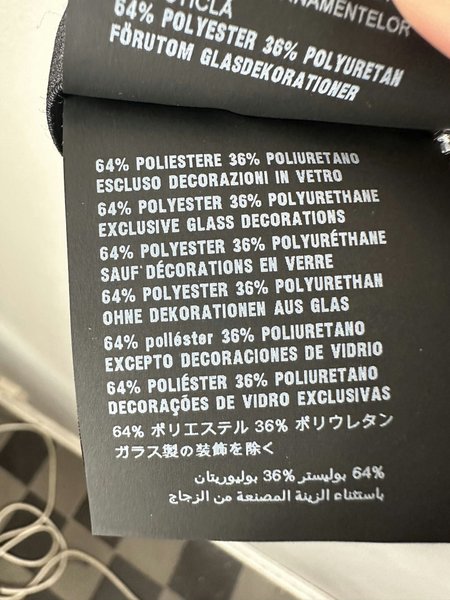 STICLĂ
ORNAMENTELOR
64% POLYESTER 36% POLYURETAN
FÖRUTOM GLASDEKORATIONER
64% POLIESTERE 36% POLIURETANO
ESCLUSO DECORAZIONI IN VETRO
64% POLYESTER 36% POLYURETHANE
EXCLUSIVE GLASS DECORATIONS
64% POLYESTER 36% POLYURÉTHANE
SAUF DÉCORATIONS EN VERRE
64% POLYESTER 36% POLYURETHAN
OHNE DEKORATIONEN AUS GLAS
64% poliéster 36% POLIURETANO
EXCEPTO DECORACIONES DE VIDRIO
64% POLIÉSTER 36% POLIURETANO
DECORAÇÕES DE VIDRO EXCLUSIVAS
64% ポリエステル 36% ポリウレタン
ガラス製の装飾を除く
64% بوليستر 36% بوليوريتان
باستثناء الزينة المصنعة من الزجاج